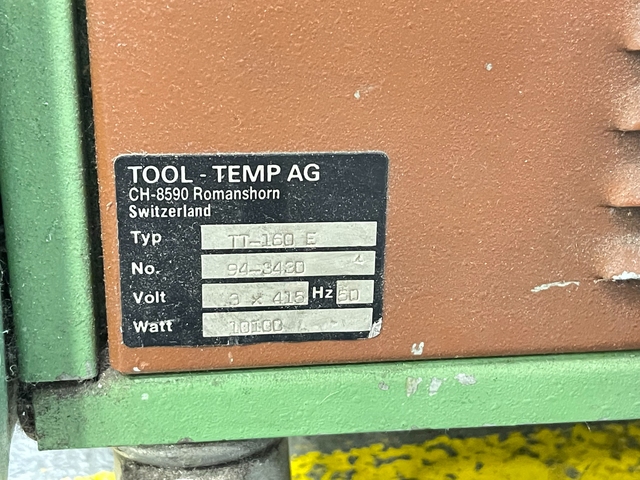 TOOL - TEMP AG
CH-8590 Romanshorn
Switzerland
Typ TT-160 E
No. 94-3420
Volt 3 x 415 Hz 50
Watt 10100